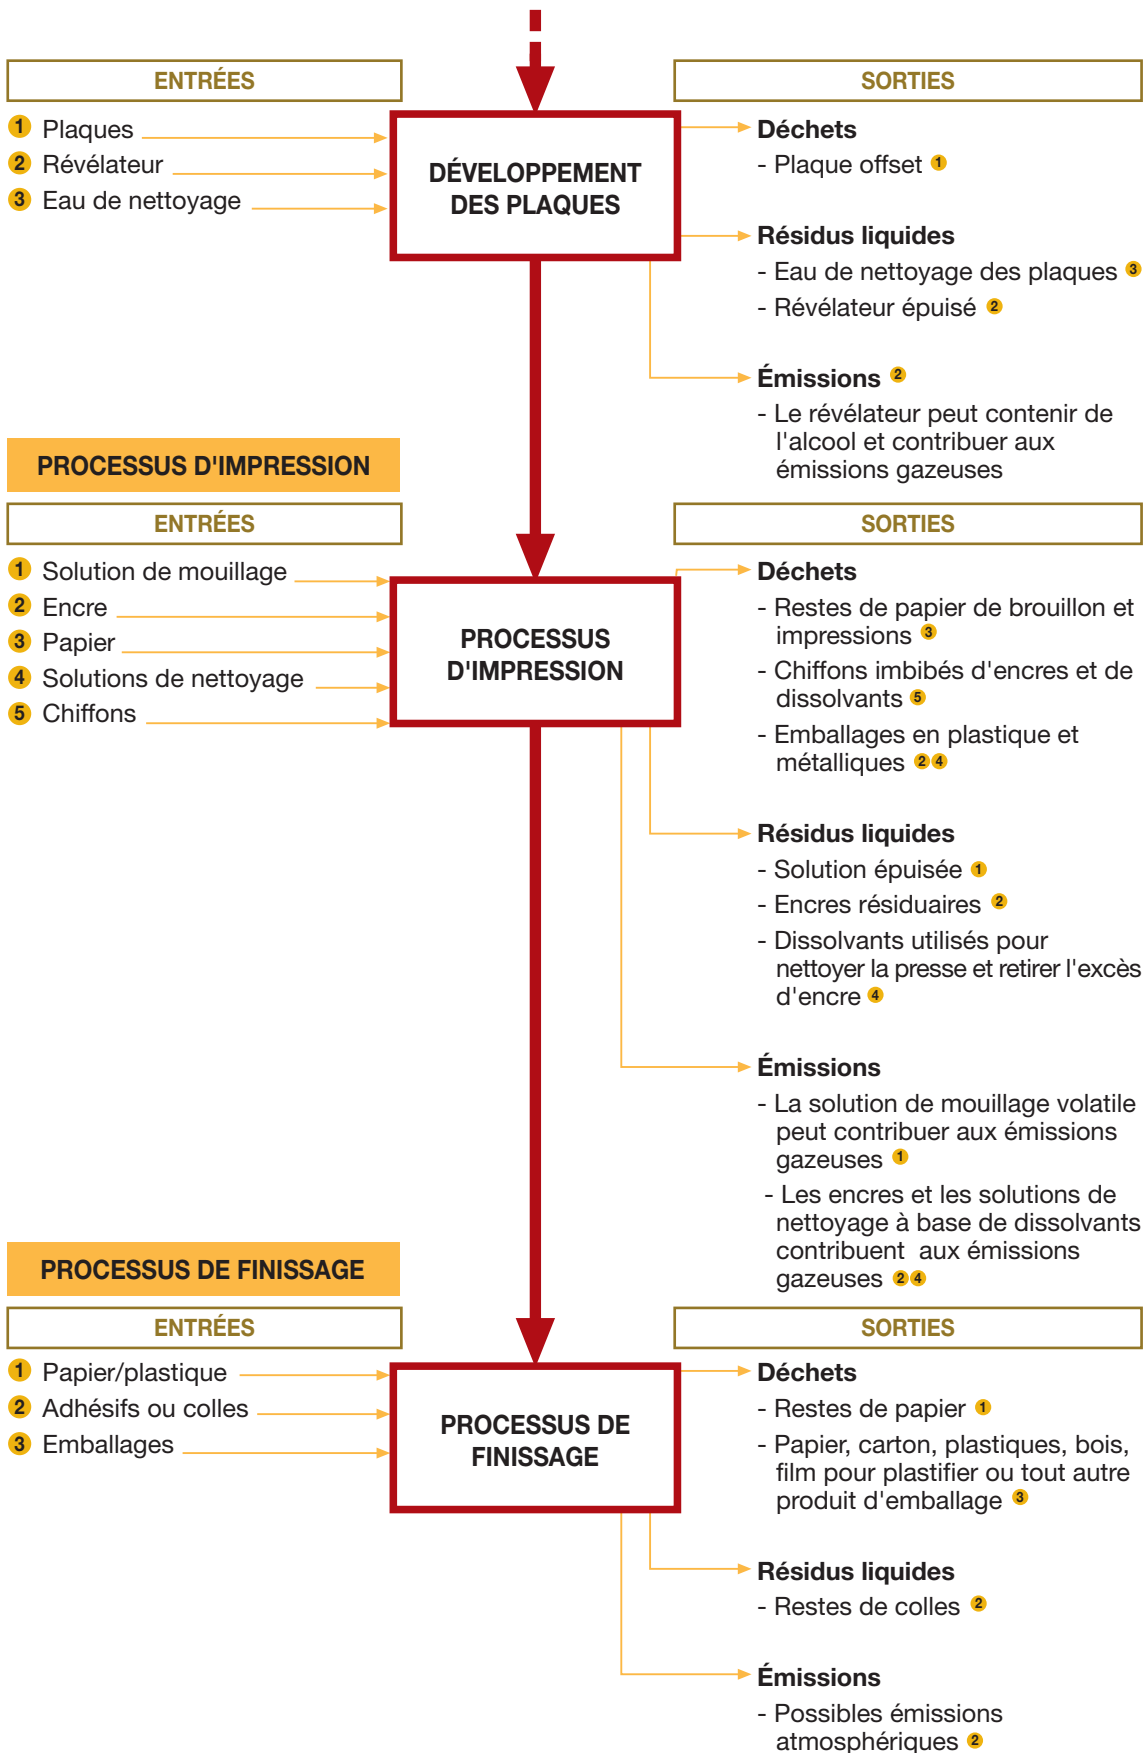 ENTRÉES
SORTIES
1 Plaques
2 Révélateur
3 Eau de nettoyage
DÉVELOPPEMENT
DES PLAQUES
Déchets
- Plaque offset 1
Résidus liquides
- Eau de nettoyage des plaques 3
- Révélateur épuisé 2
Émissions 2
- Le révélateur peut contenir de
l'alcool et contribuer aux
émissions gazeuses
PROCESSUS D'IMPRESSION
ENTRÉES
SORTIES
1 Solution de mouillage
2 Encre
3 Papier
4 Solutions de nettoyage
5 Chiffons
PROCESSUS
D'IMPRESSION
Déchets
- Restes de papier de brouillon et
impressions 3
- Chiffons imbibés d'encres et de
dissolvants 5
- Emballages en plastique et
métalliques 2 4
Résidus liquides
- Solution épuisée 1
- Encres résiduaires 2
- Dissolvants utilisés pour
nettoyer la presse et retirer l'excès
d'encre 4
Émissions
- La solution de mouillage volatile
peut contribuer aux émissions
gazeuses 1
- Les encres et les solutions de
nettoyage à base de dissolvants
contribuent aux émissions
gazeuses 2 4
PROCESSUS DE FINISSAGE
ENTRÉES
SORTIES
1 Papier/plastique
2 Adhésifs ou colles
3 Emballages
PROCESSUS DE
FINISSAGE
Déchets
- Restes de papier 1
- Papier, carton, plastiques, bois,
film pour plastifier ou tout autre
produit d'emballage 3
Résidus liquides
- Restes de colles 2
Émissions
- Possibles émissions
atmosphériques 2